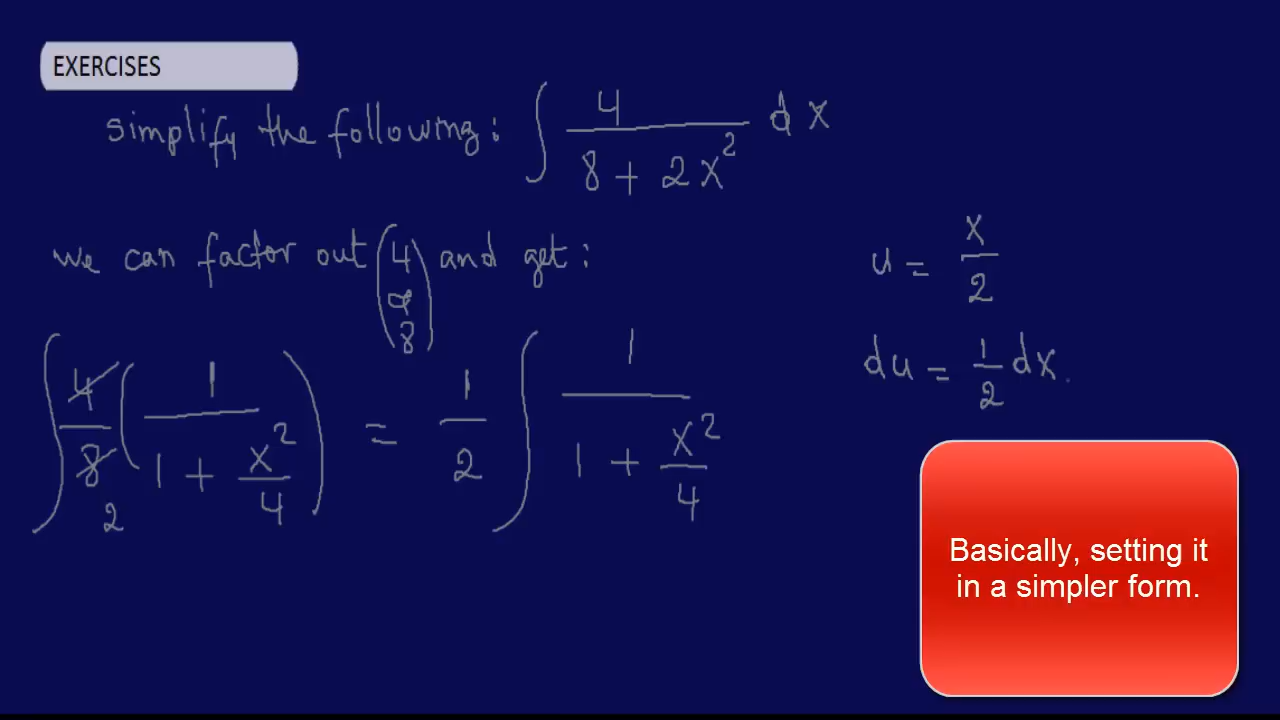 EXERCISES
simplify the following: ∫ 4 / (8 + 2x²) dx
we can factor out (4/8) and get:
∫ 4/8 (1 / (1 + x²/4)) = 1/2 ∫ 1 / (1 + x²/4)
2
u = x/2
du = 1/2 dx.
Basically, setting it
in a simpler form.